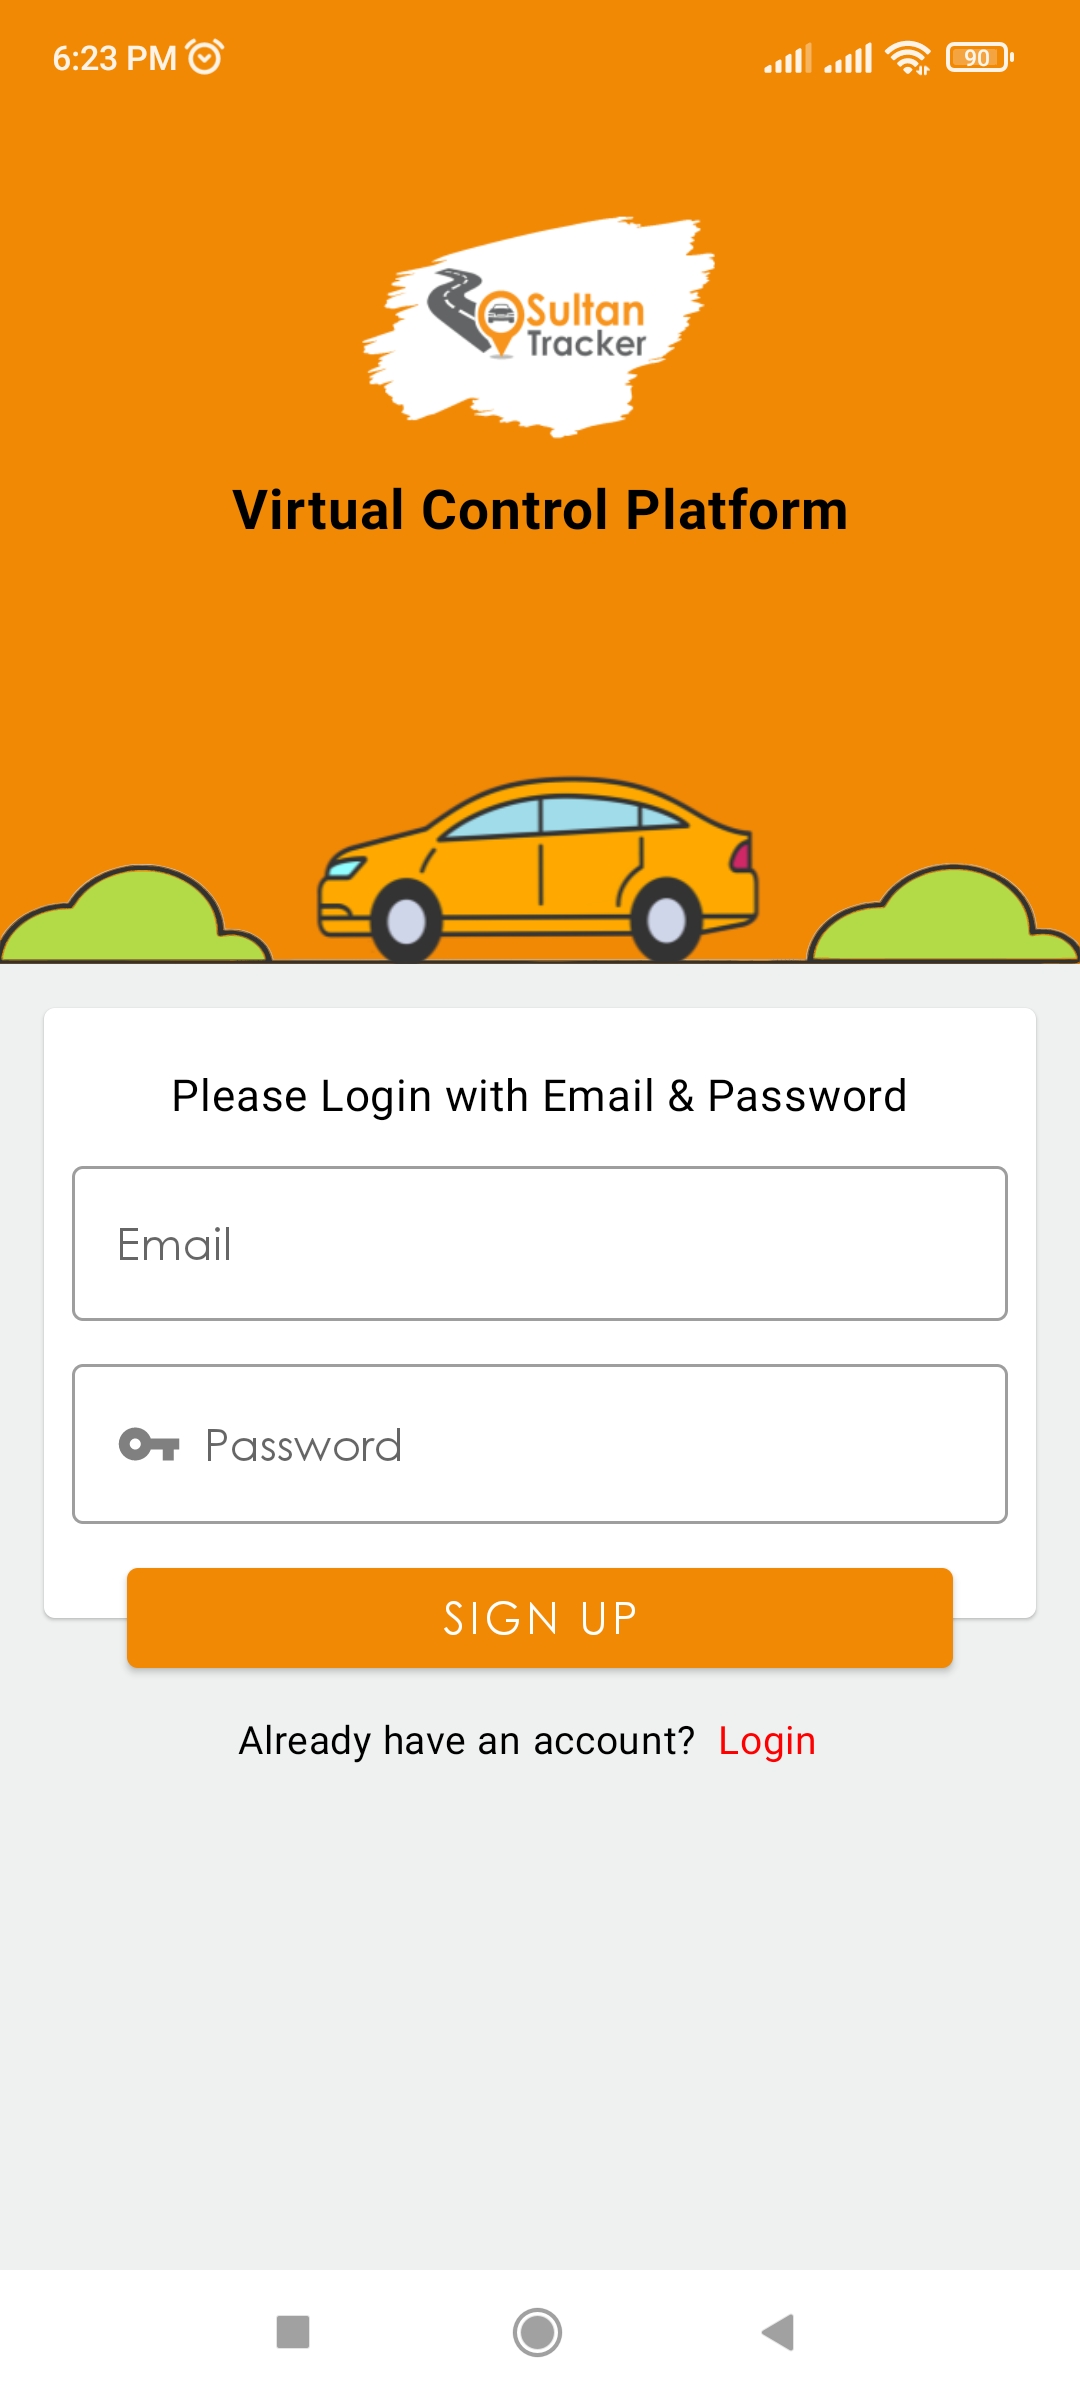 6:23 PM
90
Sultan
Tracker
Virtual Control Platform
Please Login with Email & Password
Email
Password
SIGN UP
Already have an account? Login